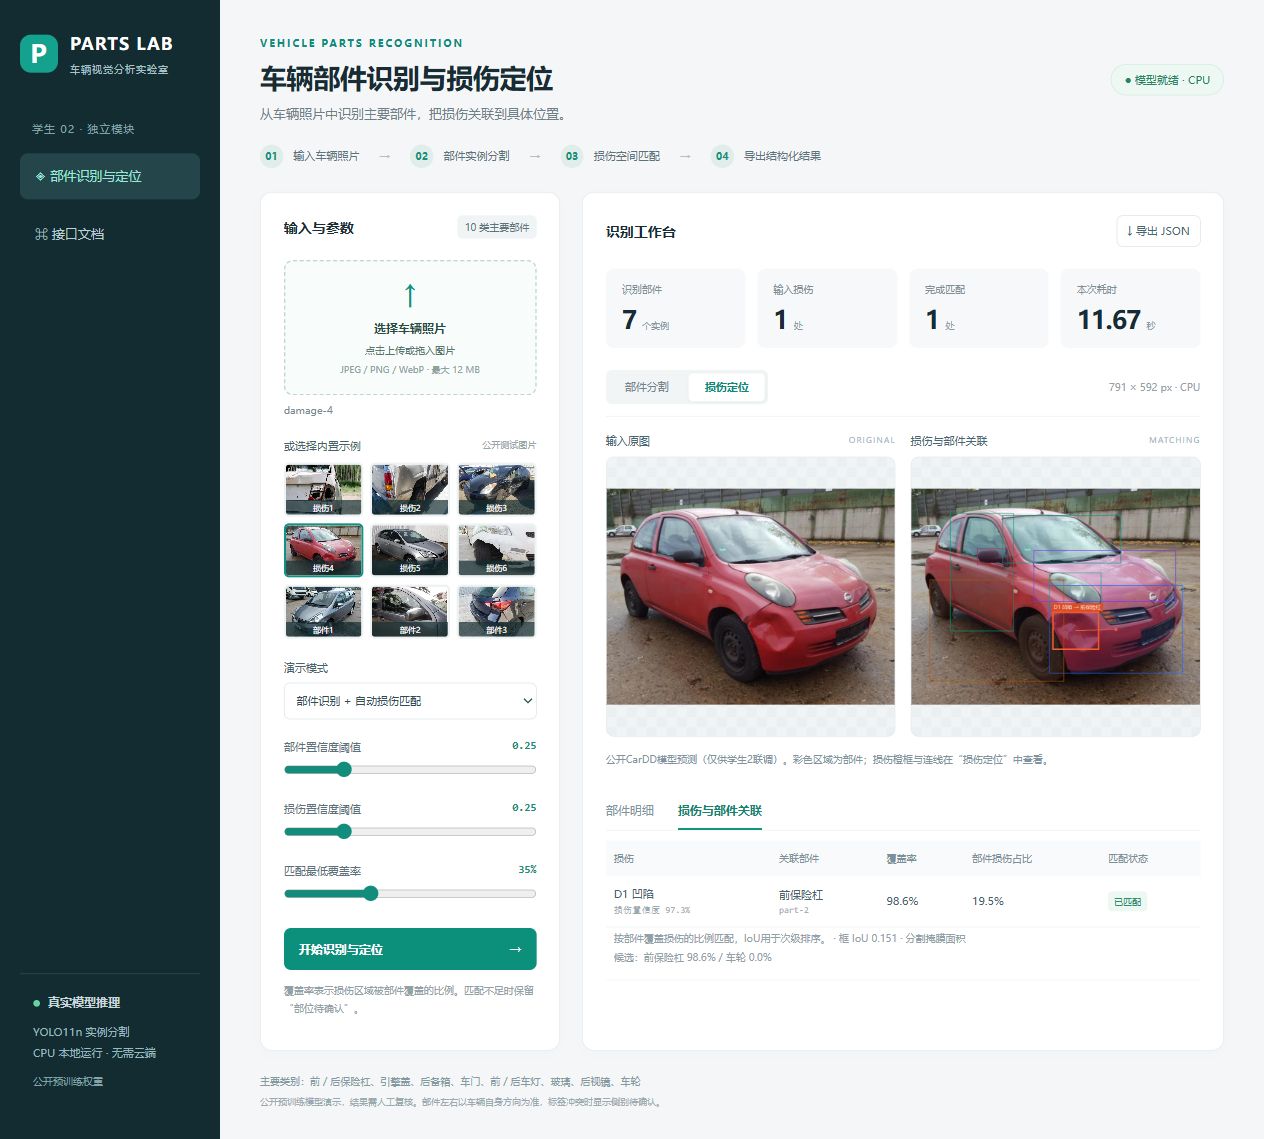 P
PARTS LAB
车辆视觉分析实验室
学生 02 · 独立模块
◈ 部件识别与定位
⌘ 接口文档
真实模型推理
YOLO11n 实例分割
CPU 本地运行 · 无需云端
公开预训练权重
VEHICLE PARTS RECOGNITION
车辆部件识别与损伤定位
从车辆照片中识别主要部件，把损伤关联到具体位置。
● 模型就绪 · CPU
01 输入车辆照片 → 02 部件实例分割 → 03 损伤空间匹配 → 04 导出结构化结果
输入与参数
10 类主要部件
↑
选择车辆照片
点击上传或拖入图片
JPEG / PNG / WebP · 最大 12 MB
damage-4
或选择内置示例
公开测试图片
损伤1
损伤2
损伤3
损伤4
损伤5
损伤6
部件1
部件2
部件3
演示模式
部件识别 + 自动损伤匹配
部件置信度阈值 0.25
损伤置信度阈值 0.25
匹配最低覆盖率 35%
开始识别与定位 →
覆盖率表示损伤区域被部件覆盖的比例。匹配不足时保留
“部位待确认”。
识别工作台
↓ 导出 JSON
识别部件
7 个实例
输入损伤
1 处
完成匹配
1 处
本次耗时
11.67 秒
部件分割
损伤定位
791 × 592 px · CPU
输入原图
ORIGINAL
损伤与部件关联
MATCHING
D1 凹陷 → 前保险杠
公开CarDD模型预测（仅供学生2联调）。彩色区域为部件；损伤橙框与连线在“损伤定位”中查看。
部件明细
损伤与部件关联
损伤 关联部件 覆盖率 部件损伤占比 匹配状态
D1 凹陷 前保险杠 98.6% 19.5% 已匹配
损伤置信度 97.3% part-2
按部件覆盖损伤的比例匹配，IoU用于次级排序。 · 框 IoU 0.151 · 分割掩膜面积
候选：前保险杠 98.6% / 车轮 0.0%
主要类别：前 / 后保险杠、引擎盖、后备箱、车门、前 / 后车灯、玻璃、后视镜、车轮
公开预训练模型演示，结果需人工复核。部件左右以车辆自身方向为准，标签冲突时显示侧别待确认。